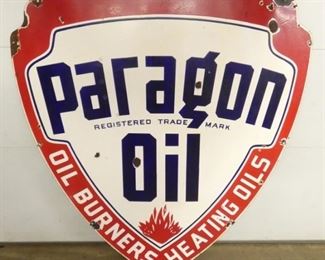 Paragon
REGISTERED TRADE MARK
Oil
OIL BURNERS HEATING OILS